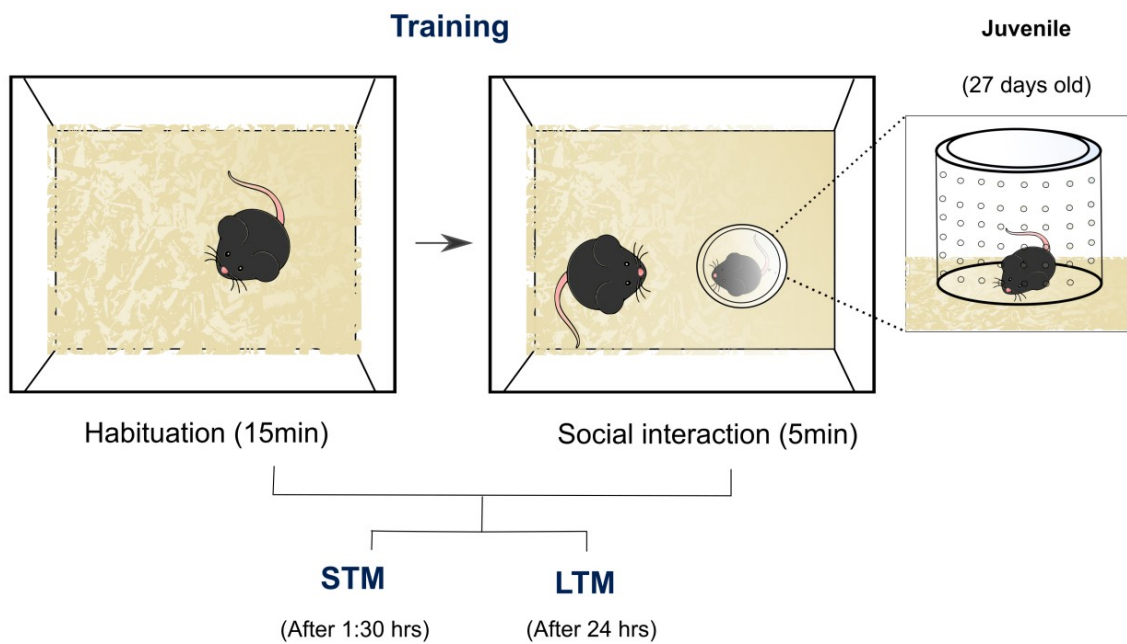 Training
Juvenile
(27 days old)
Habituation (15min)
Social interaction (5min)
STM
LTM
(After 1:30 hrs)
(After 24 hrs)